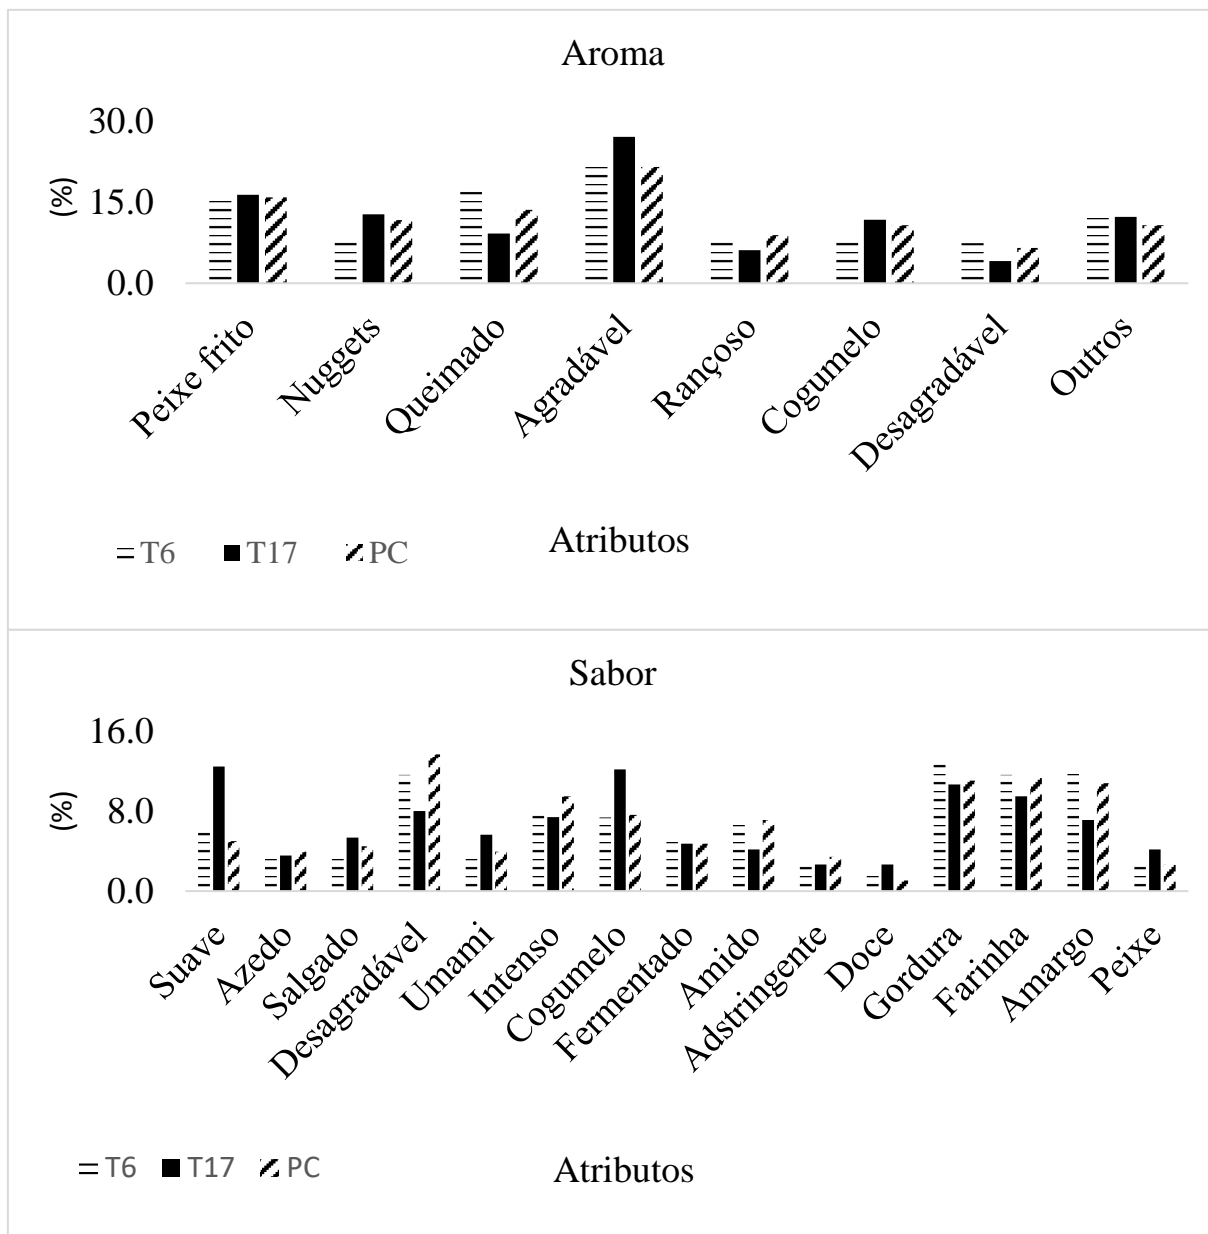 Aroma
30.0
15.0
0.0
(%)
Peixe frito
Nuggets
Queimado
Agradável
Rançoso
Cogumelo
Desagradável
Outros
Atributos
T6 T17 PC
Sabor
16.0
8.0
0.0
(%)
Suave
Azedo
Salgado
Desagradável
Umami
Intenso
Cogumelo
Fermentado
Amido
Adstringente
Doce
Gordura
Farinha
Amargo
Peixe
T6 T17 PC
Atributos